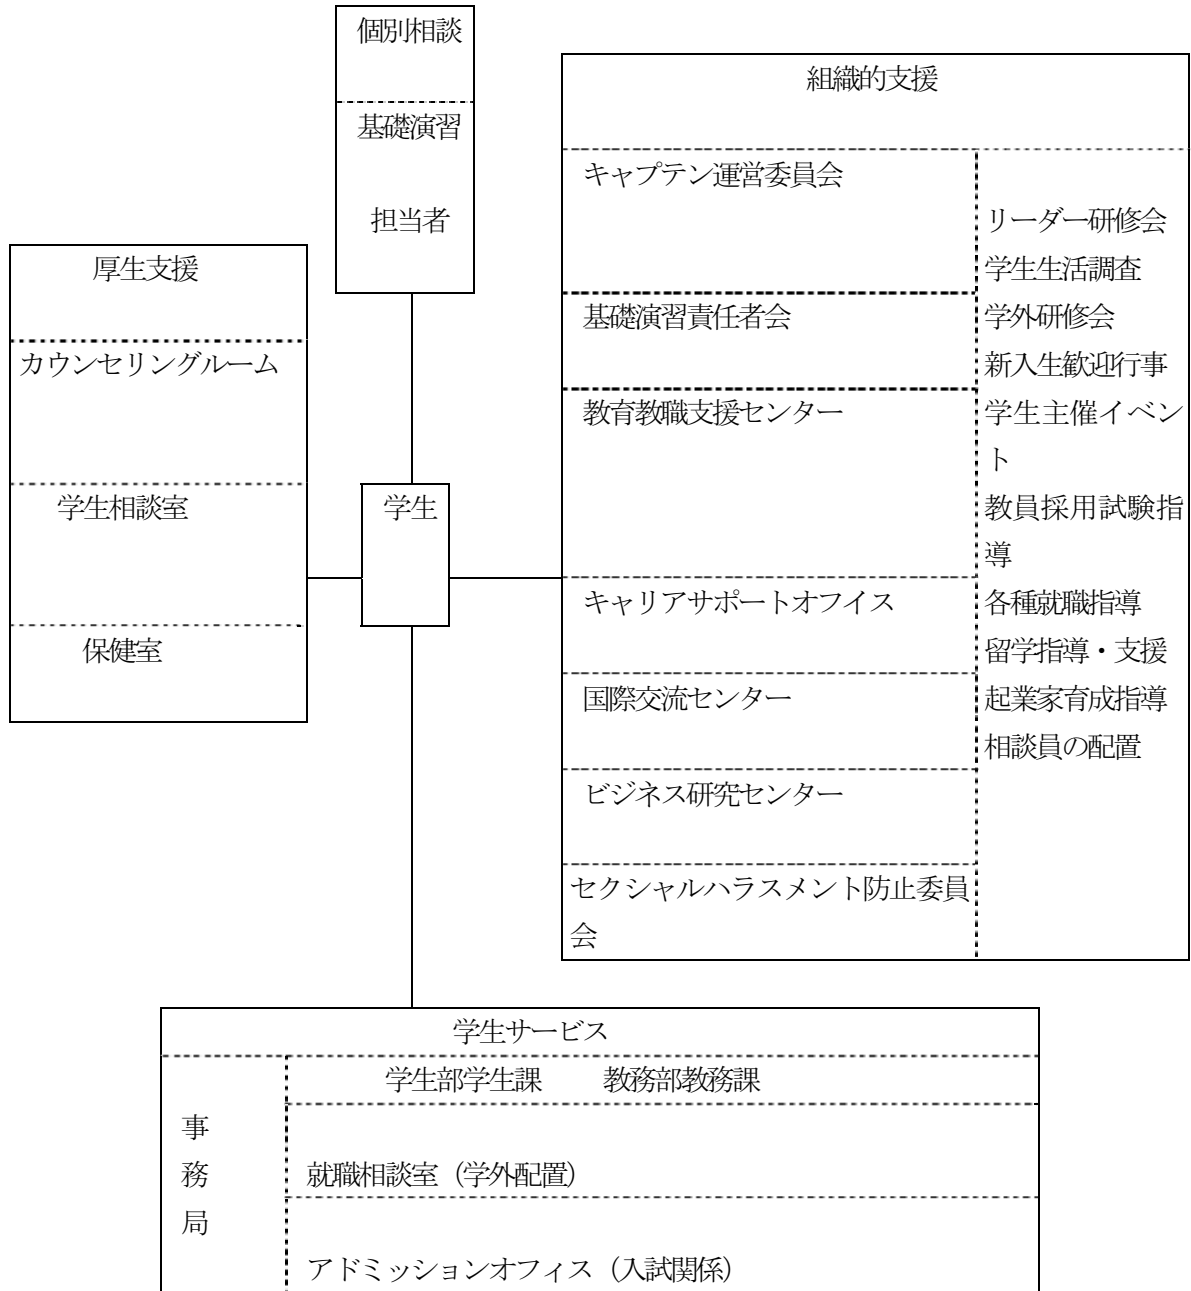 個別相談
基礎演習
担当者
厚生支援
カウンセリングルーム
学生相談室
保健室
学生
組織的支援
キャプテン運営委員会
基礎演習責任者会
教育教職支援センター
キャリアサポートオフイス
国際交流センター
ビジネス研究センター
セクシャルハラスメント防止委員
会
リーダー研修会
学生生活調査
学外研修会
新入生歓迎行事
学生主催イベン
ト
教員採用試験指
導
各種就職指導
留学指導・支援
起業家育成指導
相談員の配置
学生サービス
事
務
局
学生部学生課 教務部教務課
就職相談室（学外配置）
アドミッションオフィス（入試関係）